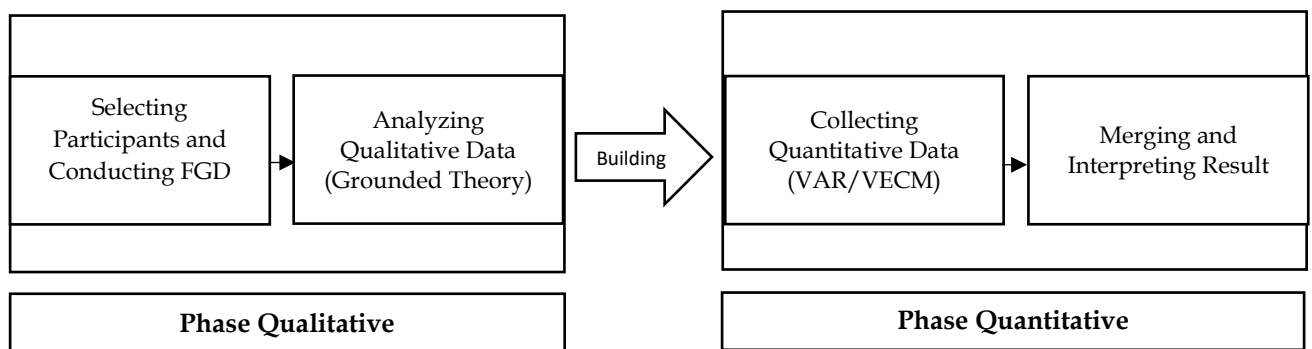 Selecting
Participants and
Conducting FGD
Analyzing
Qualitative Data
(Grounded Theory)
Building
Collecting
Quantitative Data
(VAR/VECM)
Merging and
Interpreting Result
Phase Qualitative
Phase Quantitative